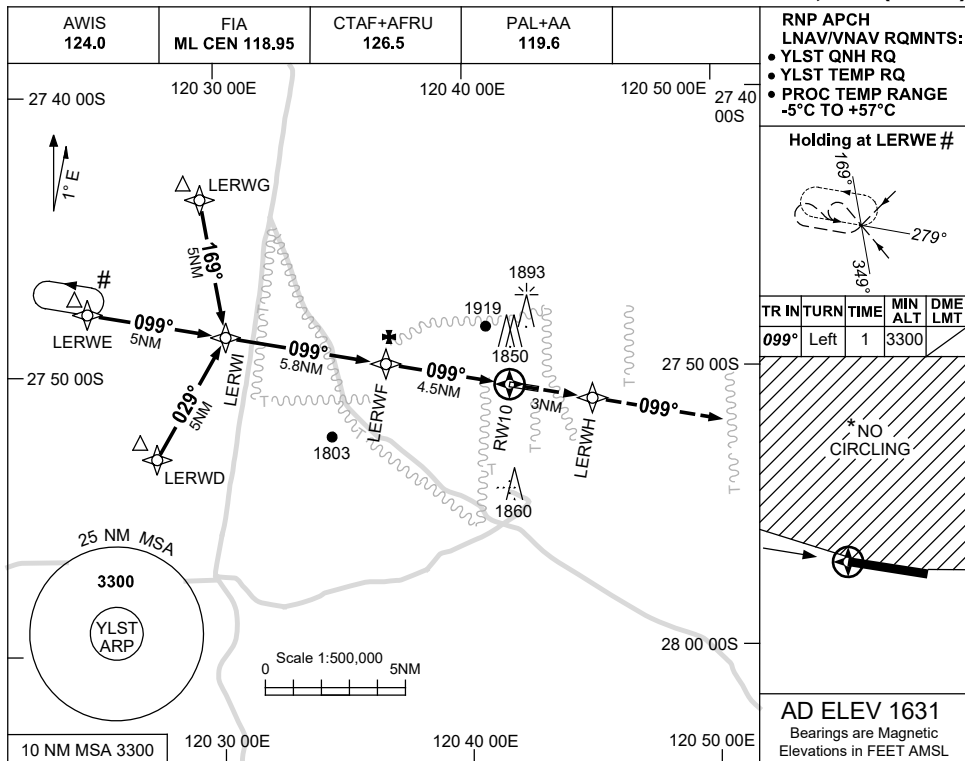 AWIS
124.0
FIA
ML CEN 118.95
CTAF+AFRU
126.5
PAL+AA
119.6
RNP APCH
LNAV/VNAV RQMNTS:
• YLST QNH RQ
• YLST TEMP RQ
• PROC TEMP RANGE
-5°C TO +57°C
120 30 00E
120 40 00E
120 50 00E
27 40 00S
27 40
00S
1° E
Holding at LERWE #
169°
279°
349°
LERWG
169°
5NM
#
LERWE
099°
5NM
LERWI
099°
5.8NM
LERWF
099°
4.5NM
RW10
3NM
LERWH
099°
1893
1919
1850
029°
5NM
LERWD
1803
1860
T
T
T
T
T
T
T
27 50 00S
27 50 00S
TR IN
TURN
TIME
MIN
ALT
DME
LMT
099°
Left
1
3300
*NO
CIRCLING
25 NM MSA
3300
YLST
ARP
Scale 1:500,000
0
5NM
28 00 00S
10 NM MSA 3300
120 30 00E
120 40 00E
120 50 00E
AD ELEV 1631
Bearings are Magnetic
Elevations in FEET AMSL